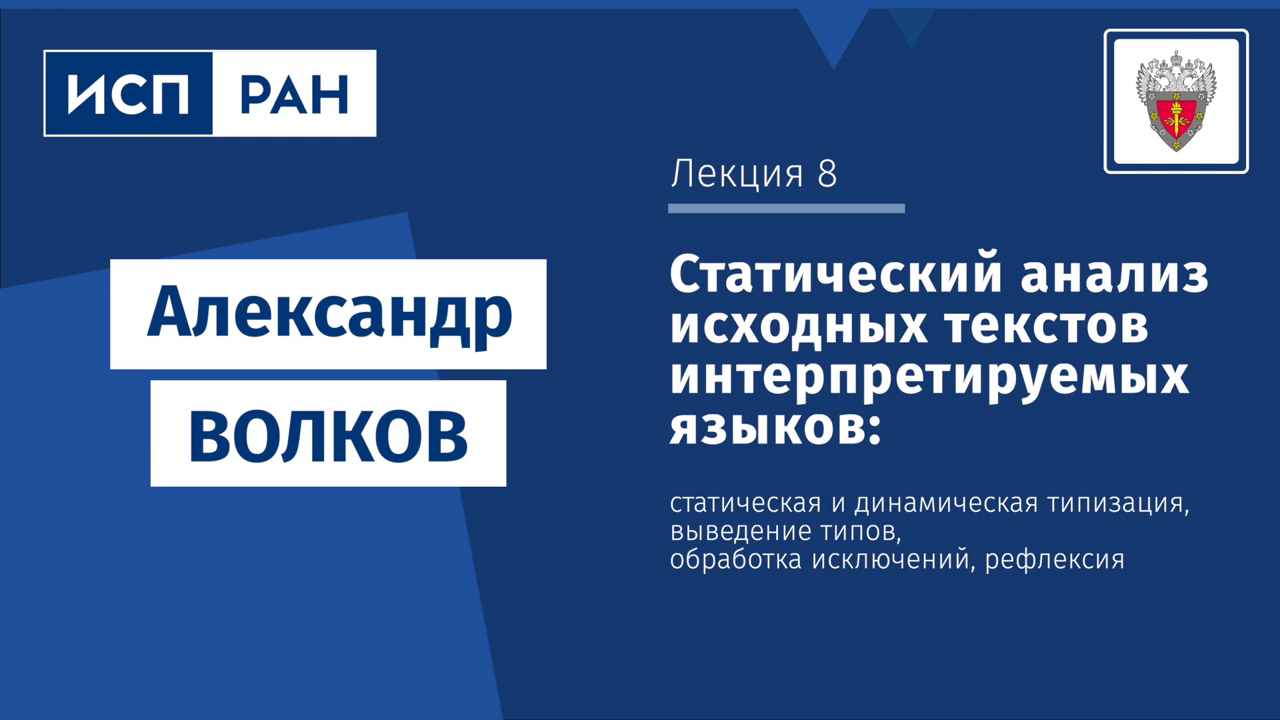 ИСП РАН
Лекция 8
Александр
ВОЛКОВ
Статический анализ
исходных текстов
интерпретируемых
языков:
статическая и динамическая типизация,
выведение типов,
обработка исключений, рефлексия